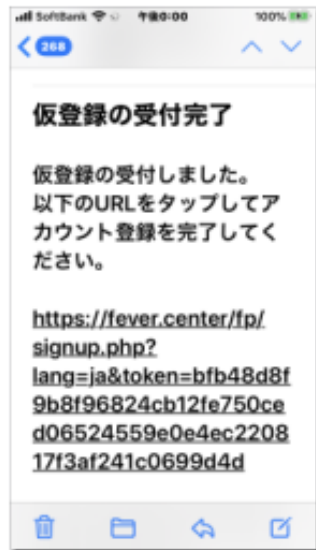 SoftBank 午後0:00 100%
268
仮登録の受付完了
仮登録の受付しました。
以下のURLをタップしてア
カウント登録を完了してく
ださい。
https://fever.center/fp/
signup.php?
lang=ja&token=bfb48d8f
9b8f96824cb12fe750ce
d06524559e0e4ec2208
17f3af241c0699d4d